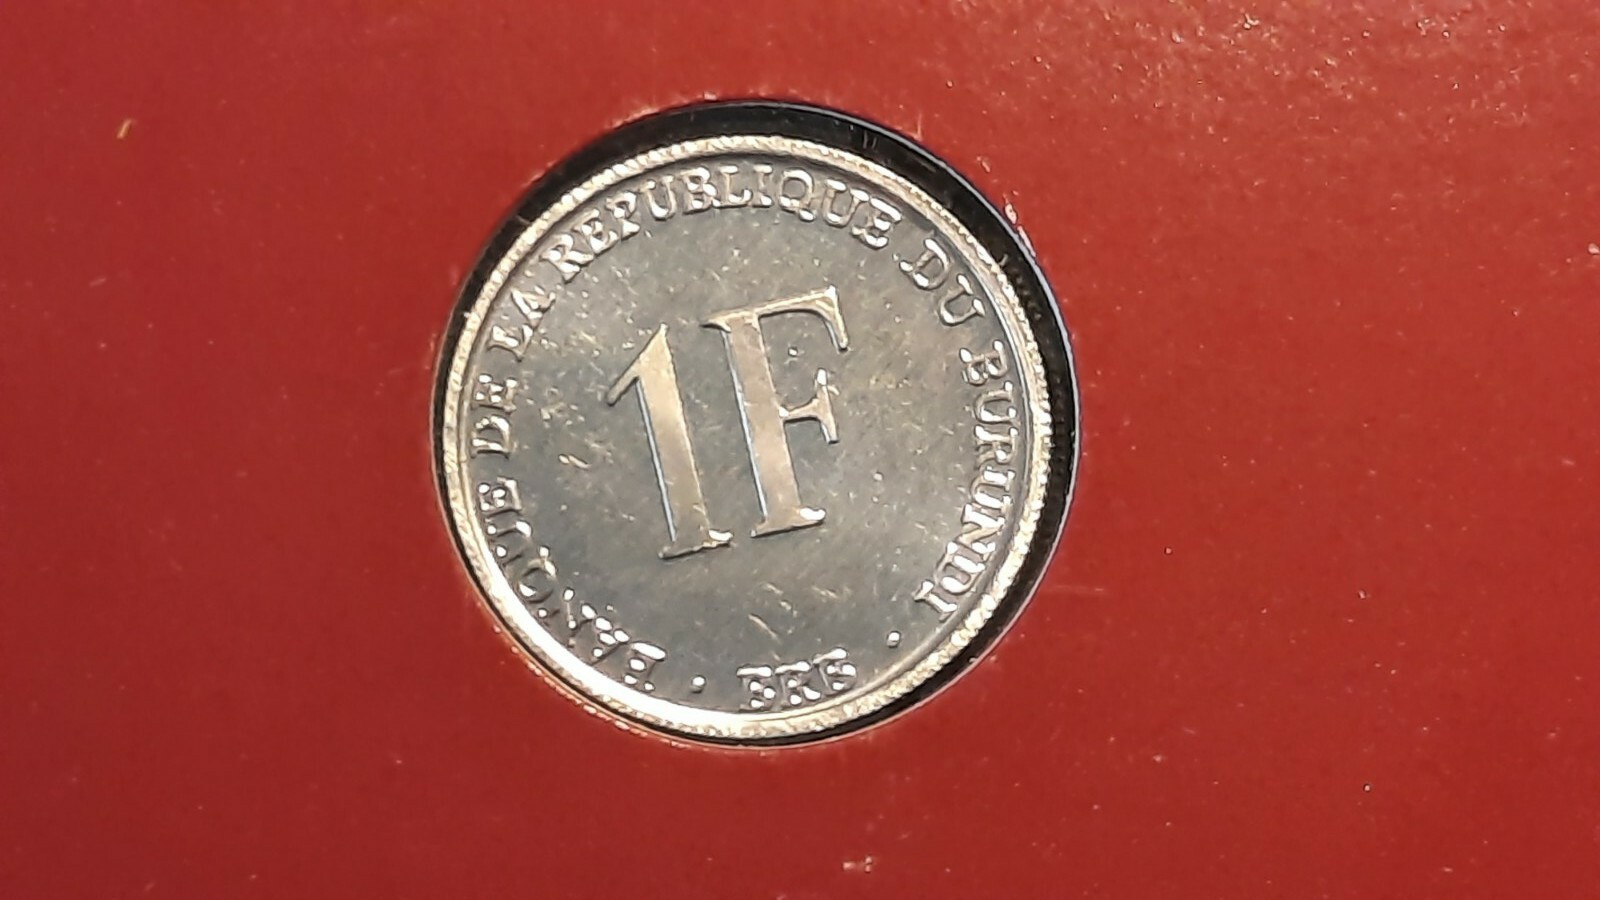 BANQUE DE LA REPUBLIQUE DU BURUNDI
• BRB •
1F